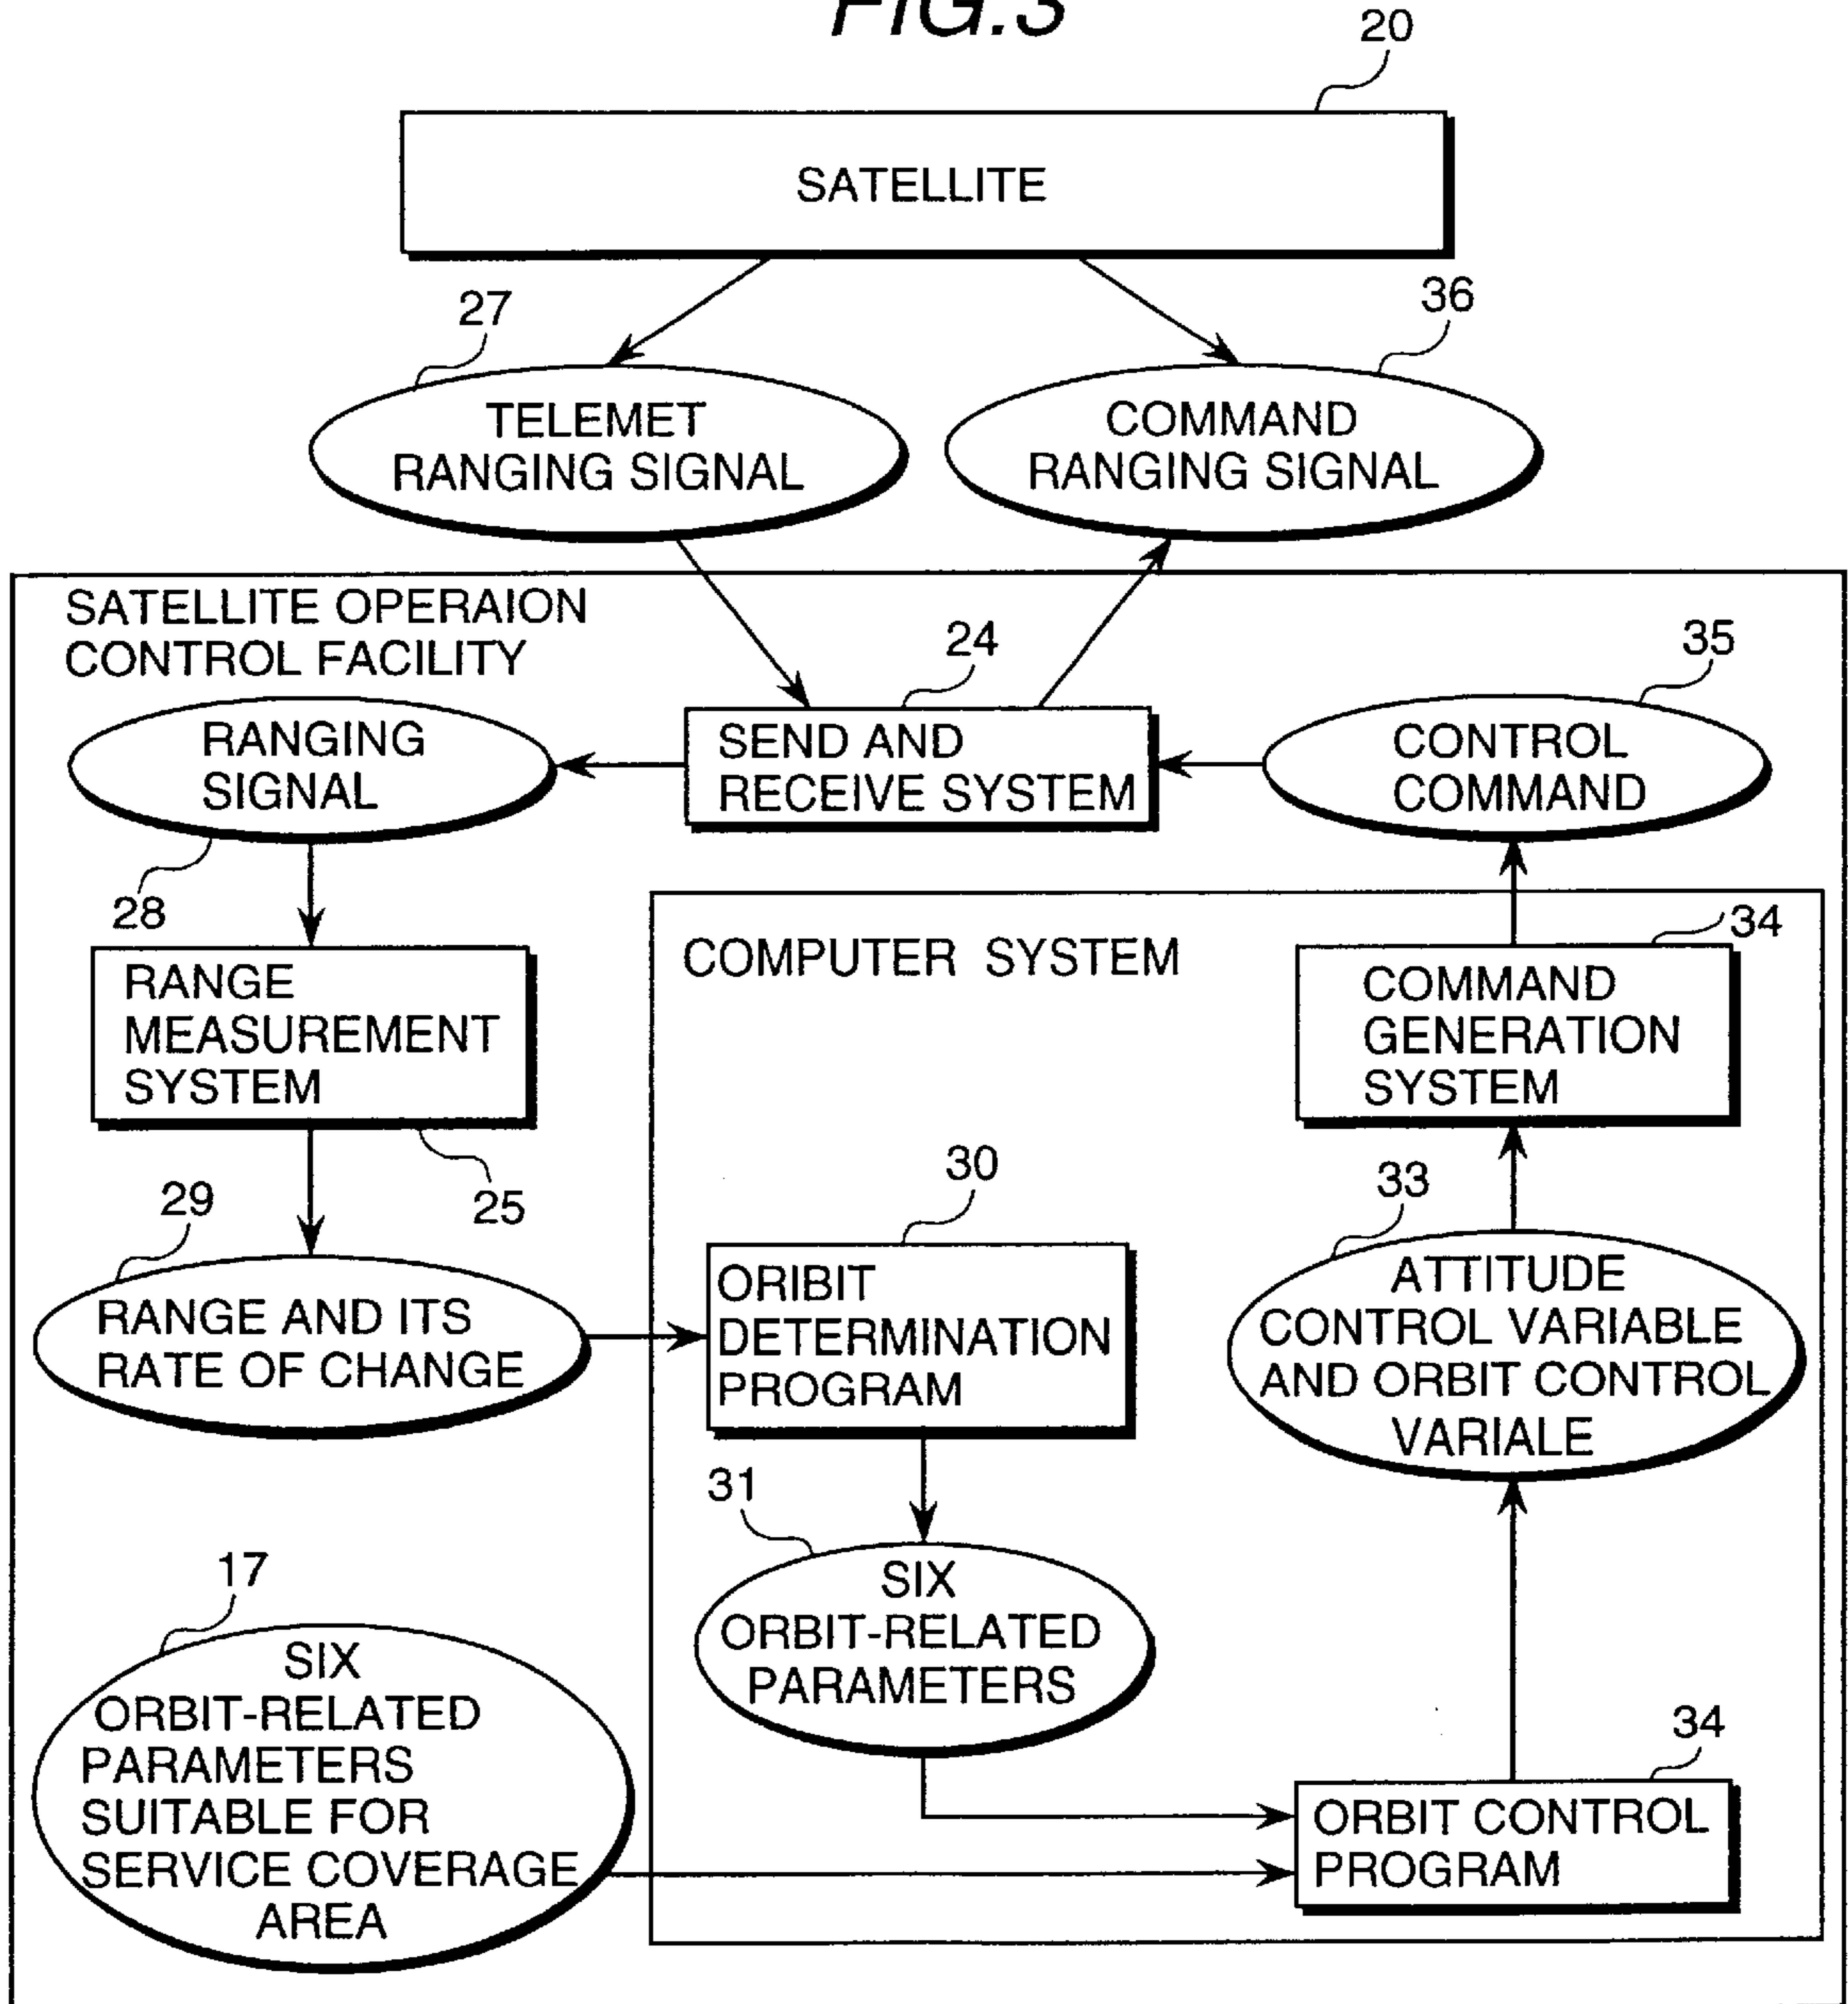 FIG.3
20
SATELLITE
27
36
TELEMET
RANGING SIGNAL
COMMAND
RANGING SIGNAL
SATELLITE OPERAION
CONTROL FACILITY
24
35
RANGING
SIGNAL
SEND AND
RECEIVE SYSTEM
CONTROL
COMMAND
28
34
COMPUTER SYSTEM
RANGE
MEASUREMENT
SYSTEM
COMMAND
GENERATION
SYSTEM
25
29
30
33
RANGE AND ITS
RATE OF CHANGE
ORIBIT
DETERMINATION
PROGRAM
ATTITUDE
CONTROL VARIABLE
AND ORBIT CONTROL
VARIALE
31
17
SIX
ORBIT-RELATED
PARAMETERS
SIX
ORBIT-RELATED
PARAMETERS
SUITABLE FOR
SERVICE COVERAGE
AREA
34
ORBIT CONTROL
PROGRAM